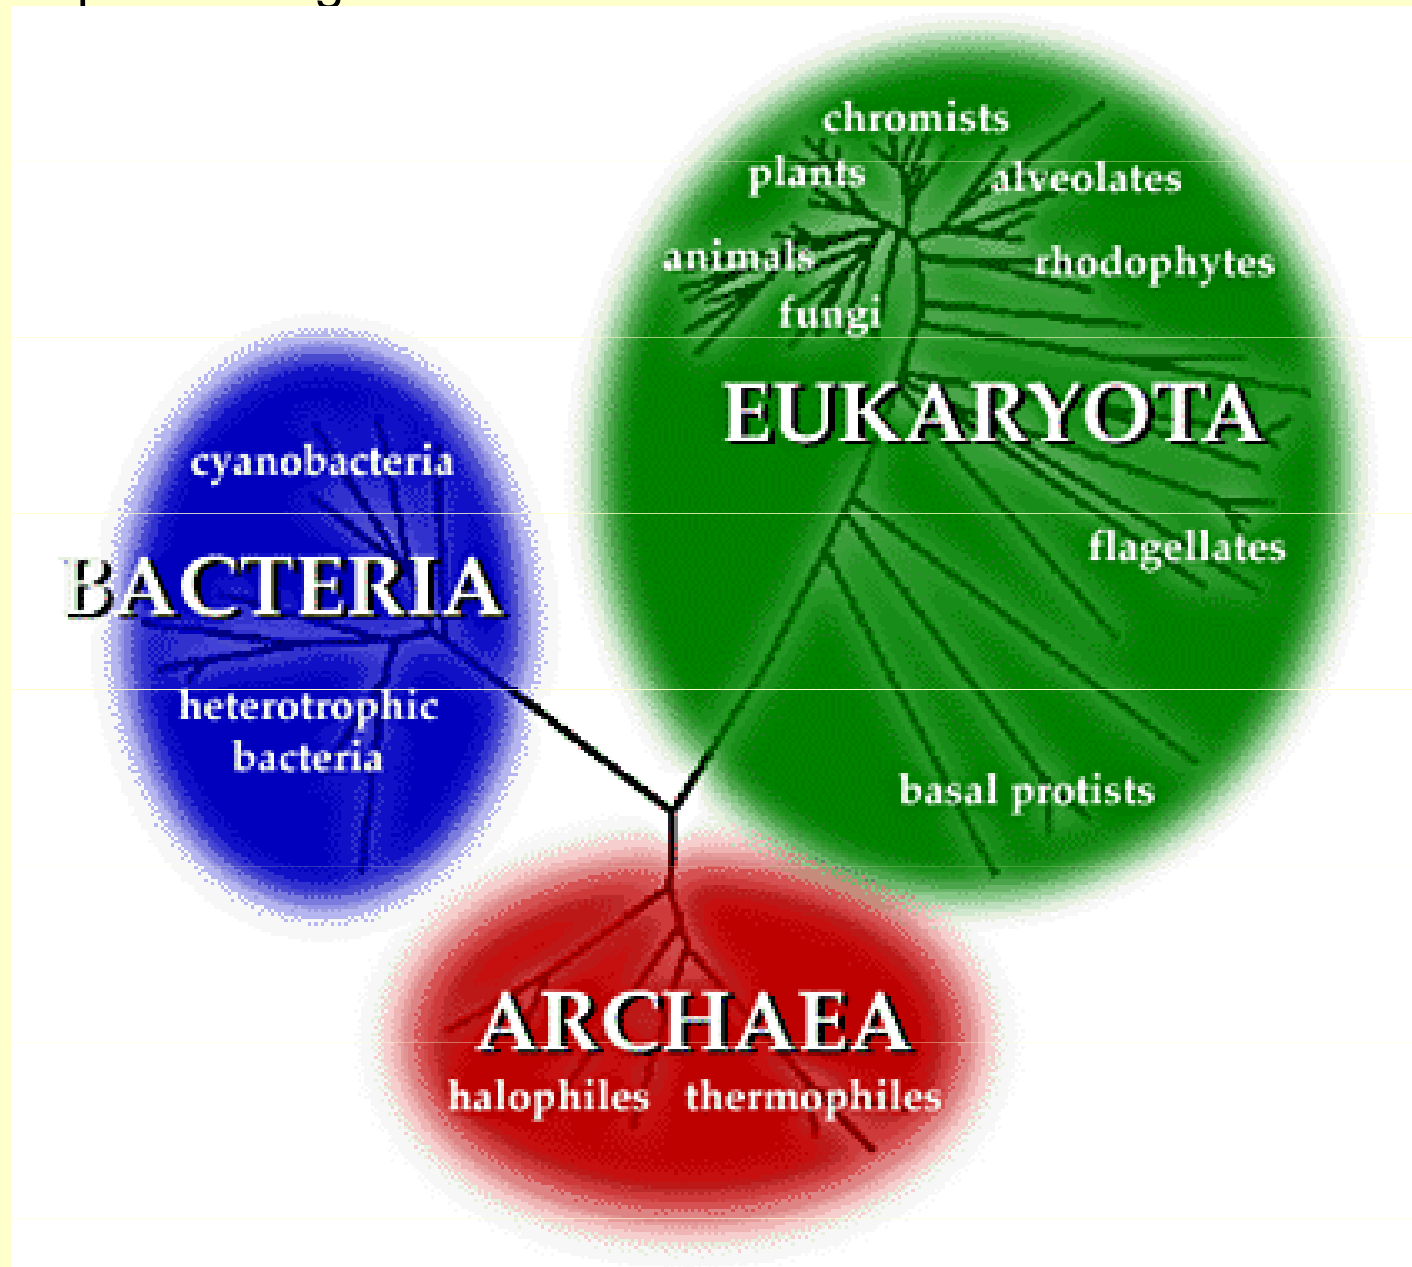 chromists
plants
alveolates
animals
rhodophytes
fungi
EUKARYOTA
cyanobacteria
flagellates
BACTERIA
heterotrophic
bacteria
basal protists
ARCHAEA
halophiles thermophiles